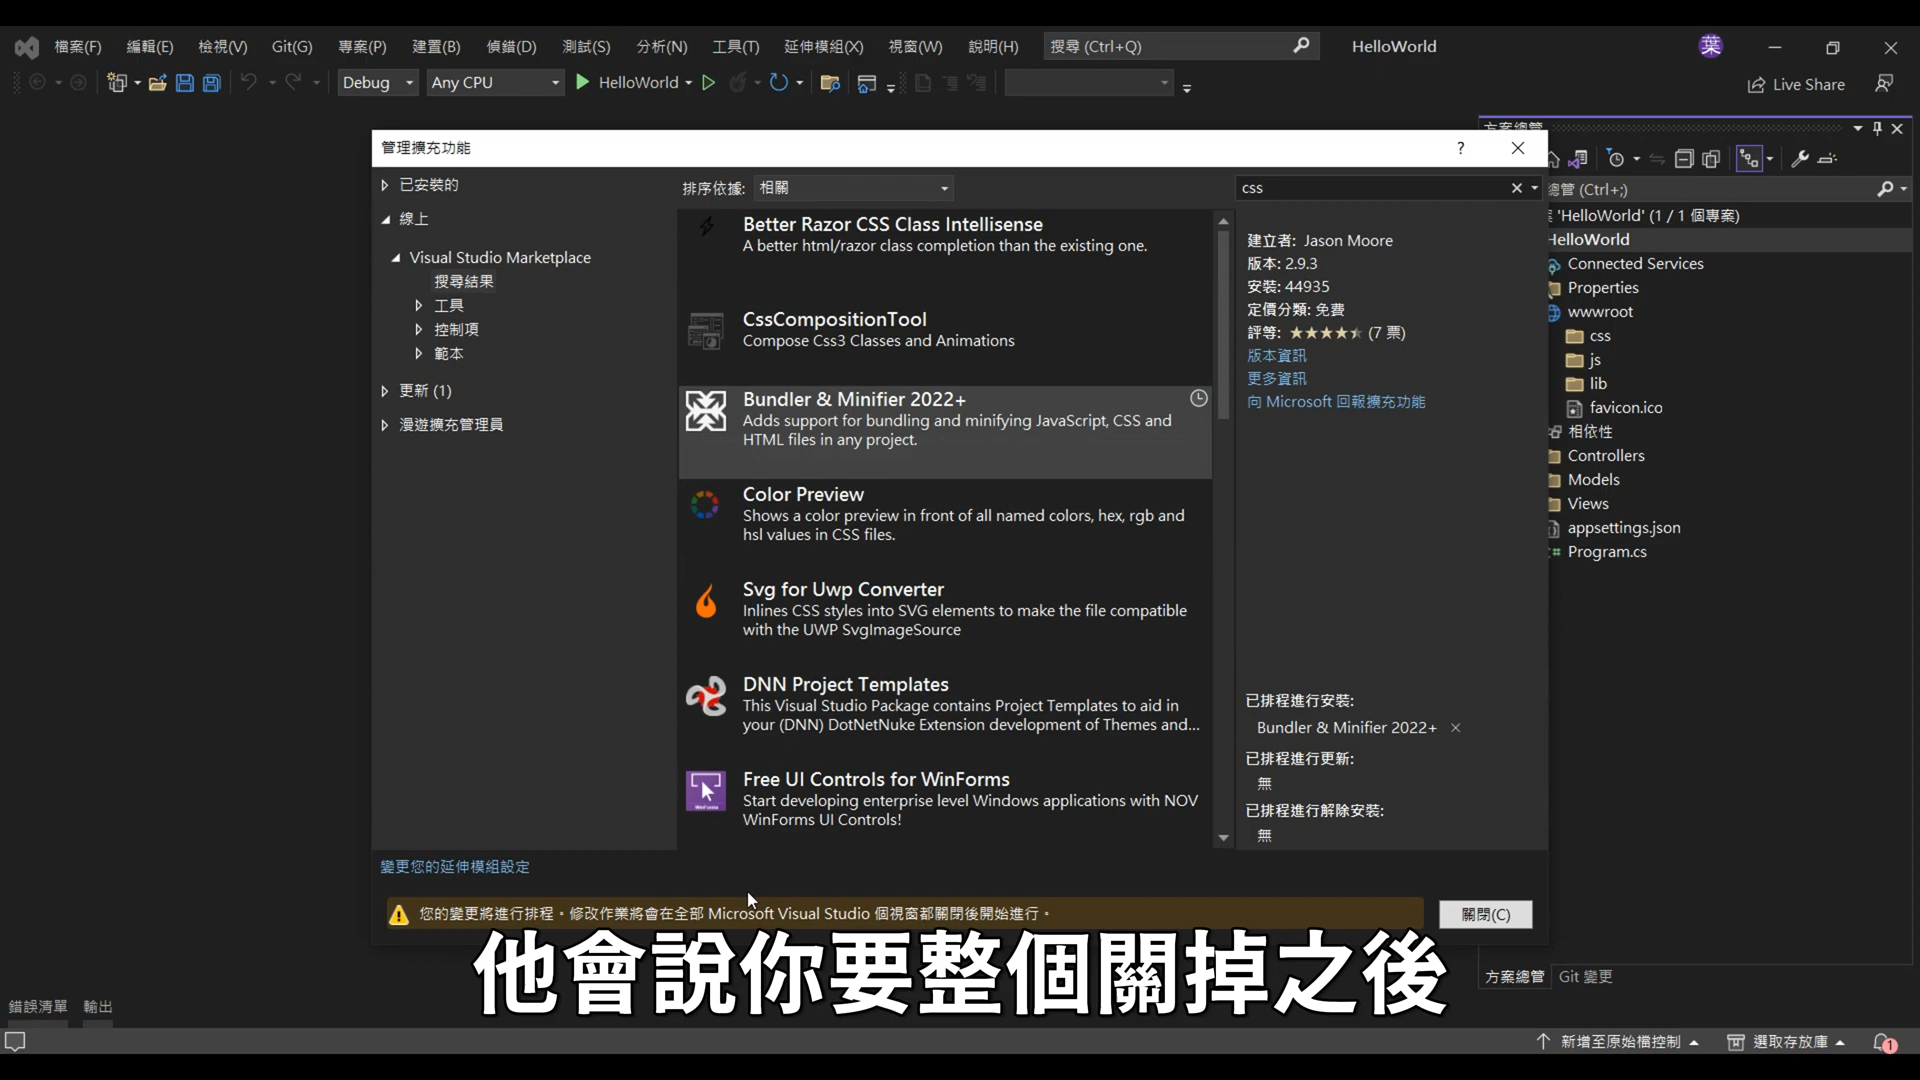 檔案(F) 編輯(E) 檢視(V) Git(G) 專案(P) 建置(B) 偵錯(D) 測試(S) 分析(N) 工具(T) 延伸模組(X) 視窗(W) 說明(H) 搜尋 (Ctrl+Q) HelloWorld 葉
Debug Any CPU HelloWorld Live Share
管理擴充功能 ?
已安裝的
線上
Visual Studio Marketplace
搜尋結果
工具
控制項
範本
更新 (1)
漫遊擴充管理員
排序依據: 相關
css
Better Razor CSS Class Intellisense
A better html/razor class completion than the existing one.
CssCompositionTool
Compose Css3 Classes and Animations
Bundler & Minifier 2022+
Adds support for bundling and minifying JavaScript, CSS and
HTML files in any project.
Color Preview
Shows a color preview in front of all named colors, hex, rgb and
hsl values in CSS files.
Svg for Uwp Converter
Inlines CSS styles into SVG elements to make the file compatible
with the UWP SvgImageSource
DNN Project Templates
This Visual Studio Package contains Project Templates to aid in
your (DNN) DotNetNuke Extension development of Themes and...
Free UI Controls for WinForms
Start developing enterprise level Windows applications with NOV
WinForms UI Controls!
建立者: Jason Moore
版本: 2.9.3
安裝: 44935
定價分類: 免費
評等: (7 票)
版本資訊
更多資訊
向 Microsoft 回報擴充功能
已排程進行安裝:
Bundler & Minifier 2022+
已排程進行更新:
無
已排程進行解除安裝:
無
變更您的延伸模組設定
您的變更將進行排程。修改作業將會在全部 Microsoft Visual Studio 個視窗都關閉後開始進行。
關閉(C)
方案總管
總管 (Ctrl+;)
'HelloWorld' (1 / 1 個專案)
HelloWorld
Connected Services
Properties
wwwroot
css
js
lib
favicon.ico
相依性
Controllers
Models
Views
appsettings.json
Program.cs
方案總管 Git 變更
他會說你要整個關掉之後
錯誤清單 輸出
新增至原始檔控制 選取存放庫 1